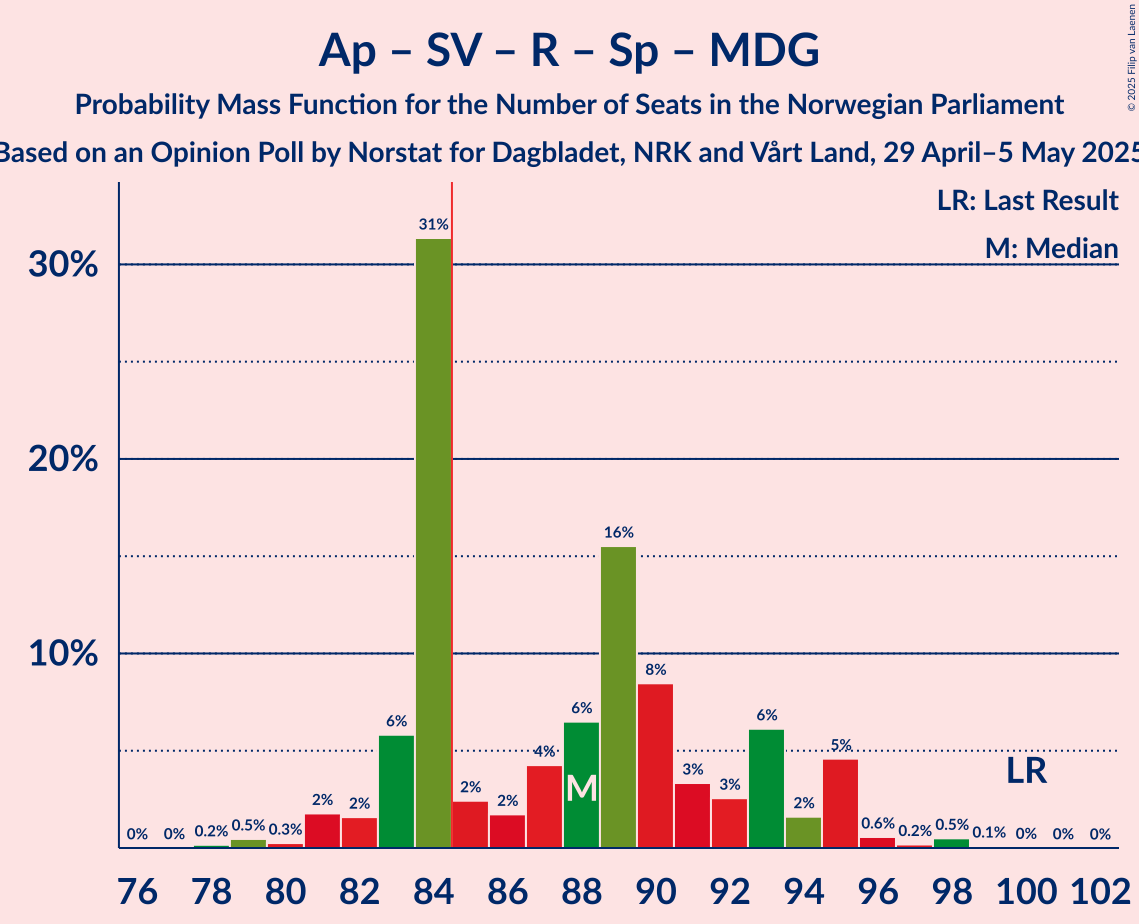 © 2025 Filip van Laenen
Ap – SV – R – Sp – MDG
Probability Mass Function for the Number of Seats in the Norwegian Parliament
Based on an Opinion Poll by Norstat for Dagbladet, NRK and Vårt Land, 29 April–5 May 2025
LR: Last Result
M: Median
30%
20%
10%
0% 0% 0.2% 0.5% 0.3% 2% 2% 6% 31% 2% 2% 4% 6% 16% 8% 3% 3% 6% 2% 5% 0.6% 0.2% 0.5% 0.1% 0% 0% 0%
M
LR
76 78 80 82 84 86 88 90 92 94 96 98 100 102